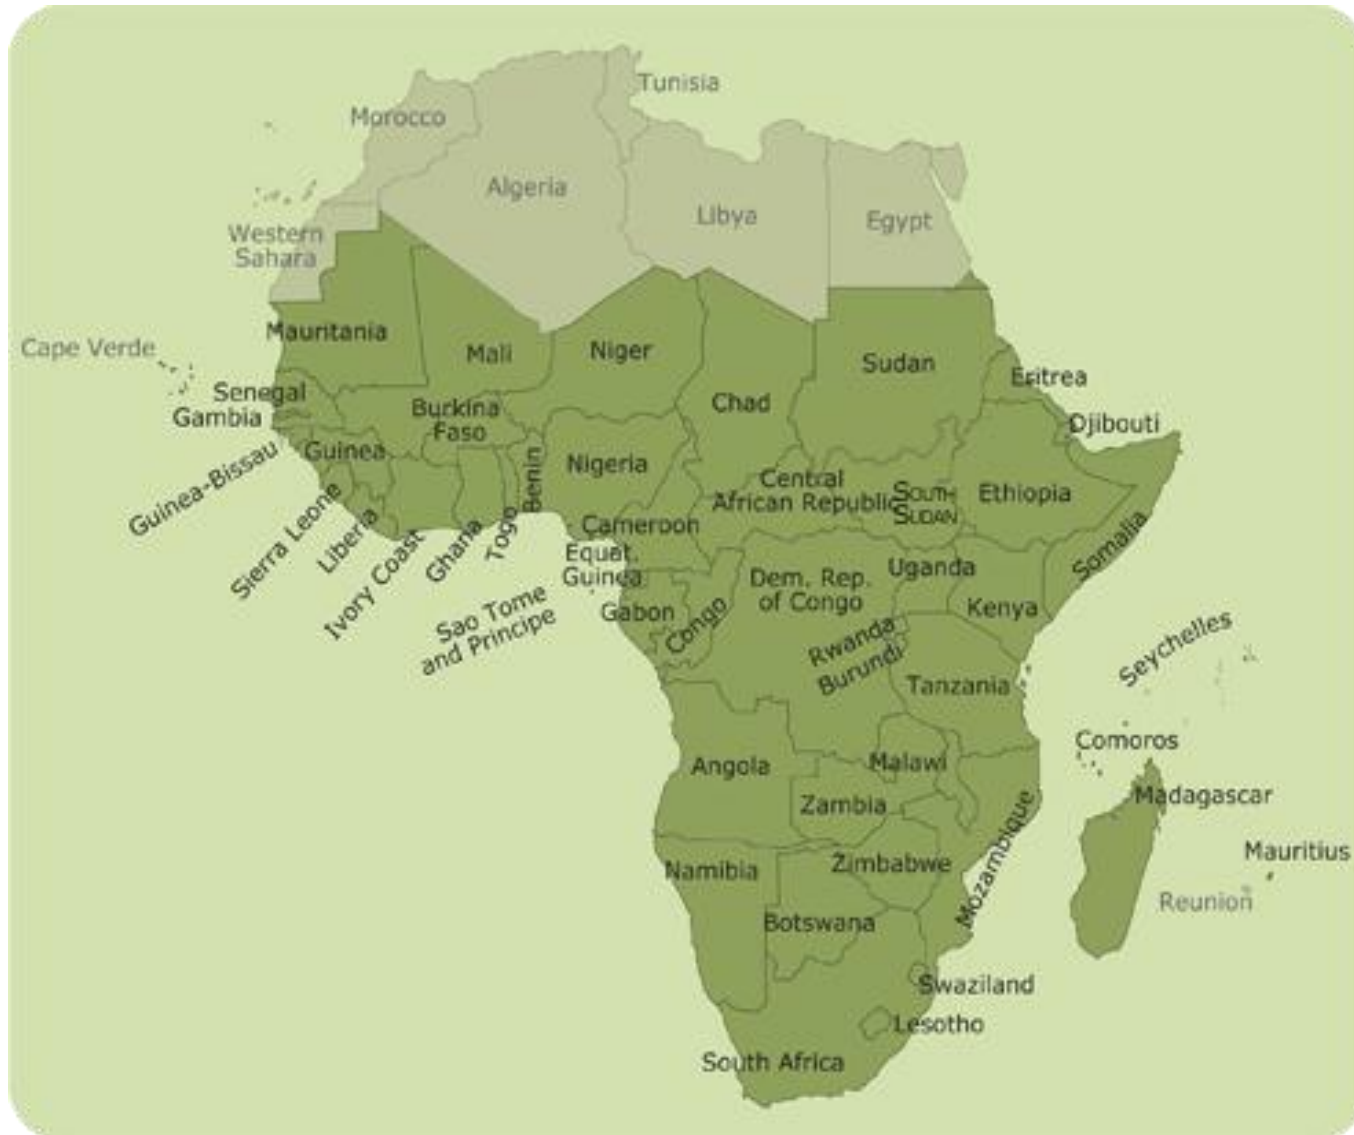 Tunisia
Morocco
Algeria
Libya
Egypt
Western
Sahara
Mauritania
Cape Verde
Mali
Niger
Sudan
Eritrea
Senegal
Chad
Burkina
Faso
Gambia
Djibouti
Guinea
Nigeria
Benin
Central
African Republic
South
Sudan
Ethiopia
Guinea-Bissau
Sierra Leone
Liberia
Ivory Coast
Ghana
Togo
Cameroon
Somalia
Equat.
Guinea
Dem. Rep.
of Congo
Uganda
Kenya
Sao Tome
and Principe
Gabon
Congo
Rwanda
Burundi
Seychelles
Tanzania
Comoros
Angola
Malawi
Zambia
Madagascar
Mozambique
Mauritius
Namibia
Zimbabwe
Reunion
Botswana
Swaziland
Lesotho
South Africa